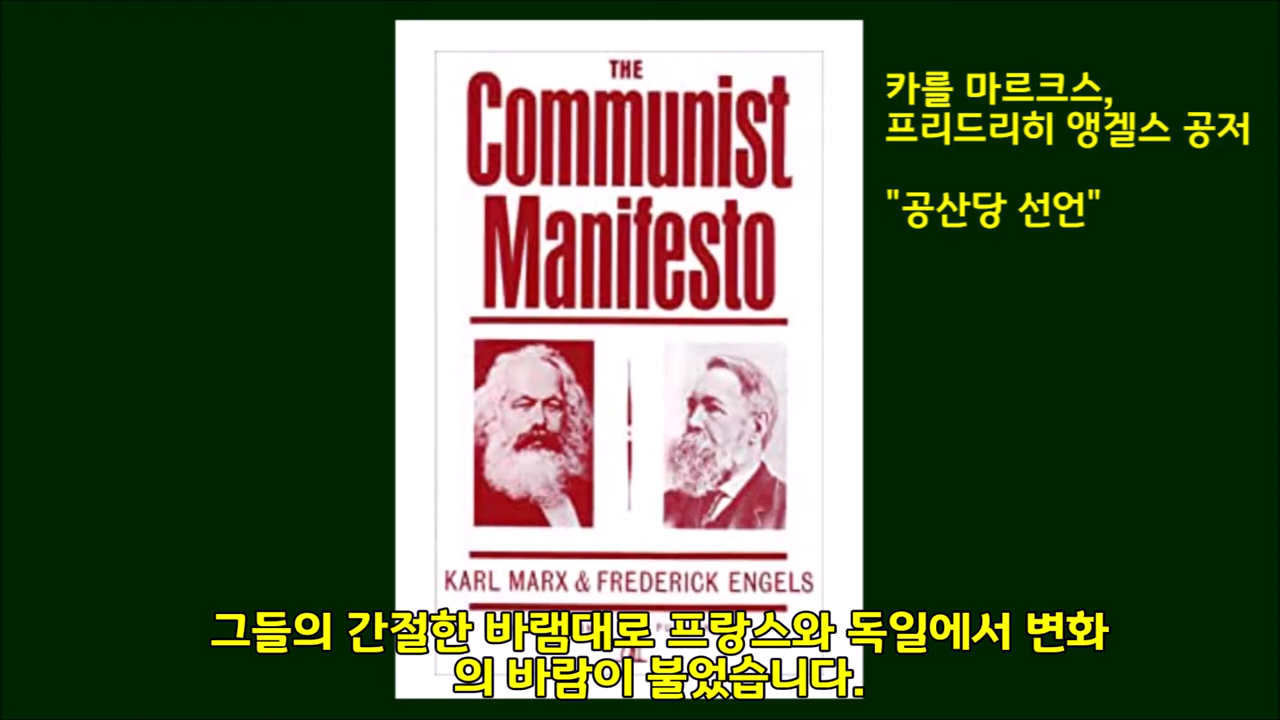 THE
Communist
Manifesto
카를 마르크스,
프리드리히 앵겔스 공저
"공산당 선언"
KARL MARX & FREDERICK ENGELS
그들의 간절한 바램대로 프랑스와 독일에서 변화
의 바람이 불었습니다.